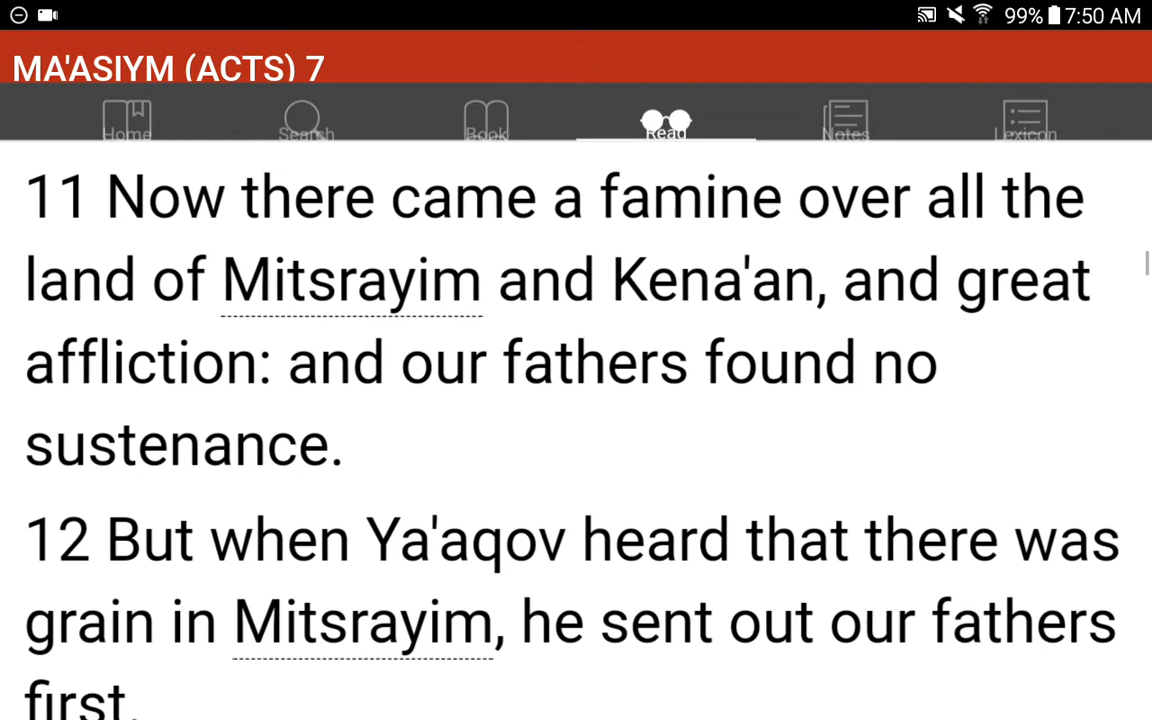 99% 7:50 AM
MA'ASIYM (ACTS) 7
Home Search Book Read Notes Lexicon
11 Now there came a famine over all the
land of Mitsrayim and Kena'an, and great
affliction: and our fathers found no
sustenance.
12 But when Ya'aqov heard that there was
grain in Mitsrayim, he sent out our fathers
first.